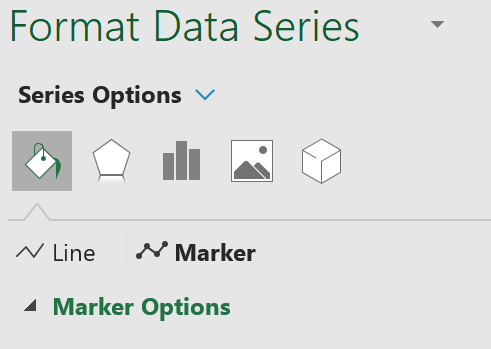 Format Data Series
Series Options
Line Marker
Marker Options